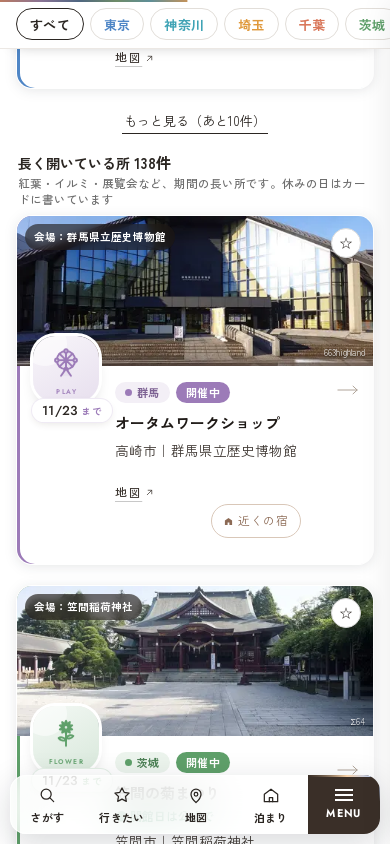 すべて
東京
神奈川
埼玉
千葉
茨城
地図
もっと見る（あと10件）
長く開いている所 138件
紅葉・イルミ・展覧会など、期間の長い所です。休みの日はカー
ドに書いています
会場：群馬県立歴史博物館
663highland
PLAY
11/23 まで
群馬
開催中
オータムワークショップ
高崎市｜群馬県立歴史博物館
地図
近くの宿
会場：笠間稲荷神社
Σ64
FLOWER
11/23 まで
茨城
開催中
笠間市｜笠間稲荷神社
さがす
行きたい
地図
泊まり
MENU